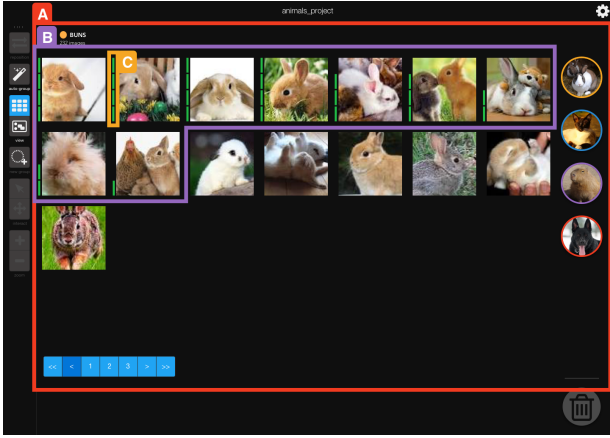 animals_project
A
B
BUNS
232 images
C
auto-group
view
<< < 1 2 3 > >>